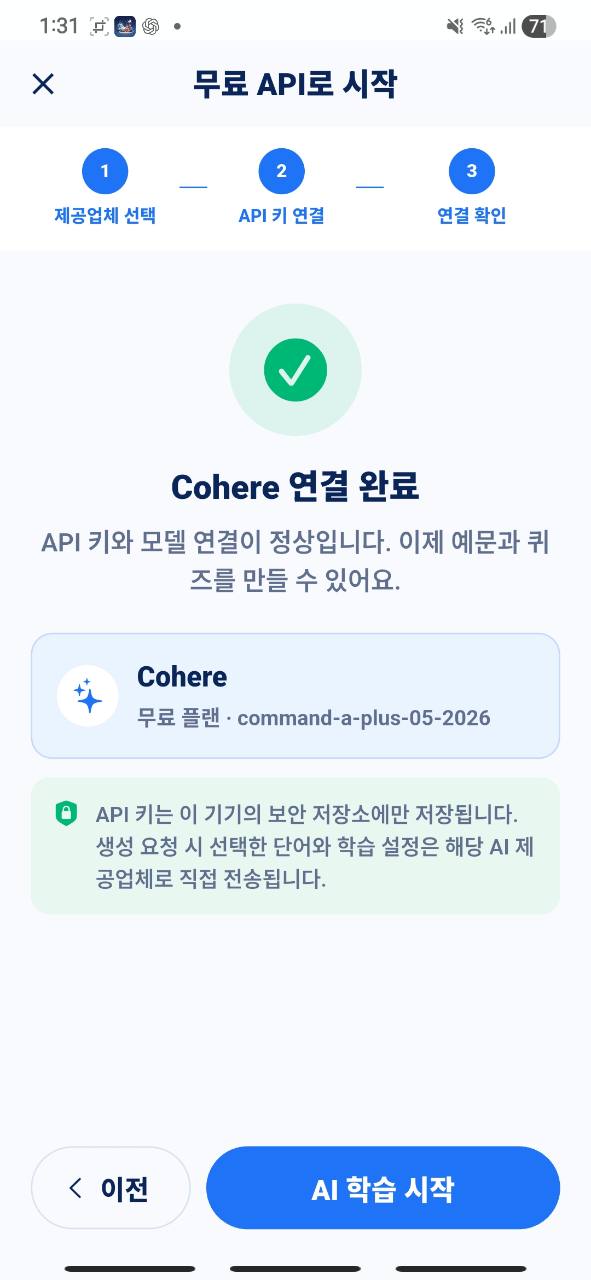 1:31
71
무료 API로 시작
1
2
3
제공업체 선택
API 키 연결
연결 확인
Cohere 연결 완료
API 키와 모델 연결이 정상입니다. 이제 예문과 퀴
즈를 만들 수 있어요.
Cohere
무료 플랜 · command-a-plus-05-2026
API 키는 이 기기의 보안 저장소에만 저장됩니다.
생성 요청 시 선택한 단어와 학습 설정은 해당 AI 제
공업체로 직접 전송됩니다.
이전
AI 학습 시작